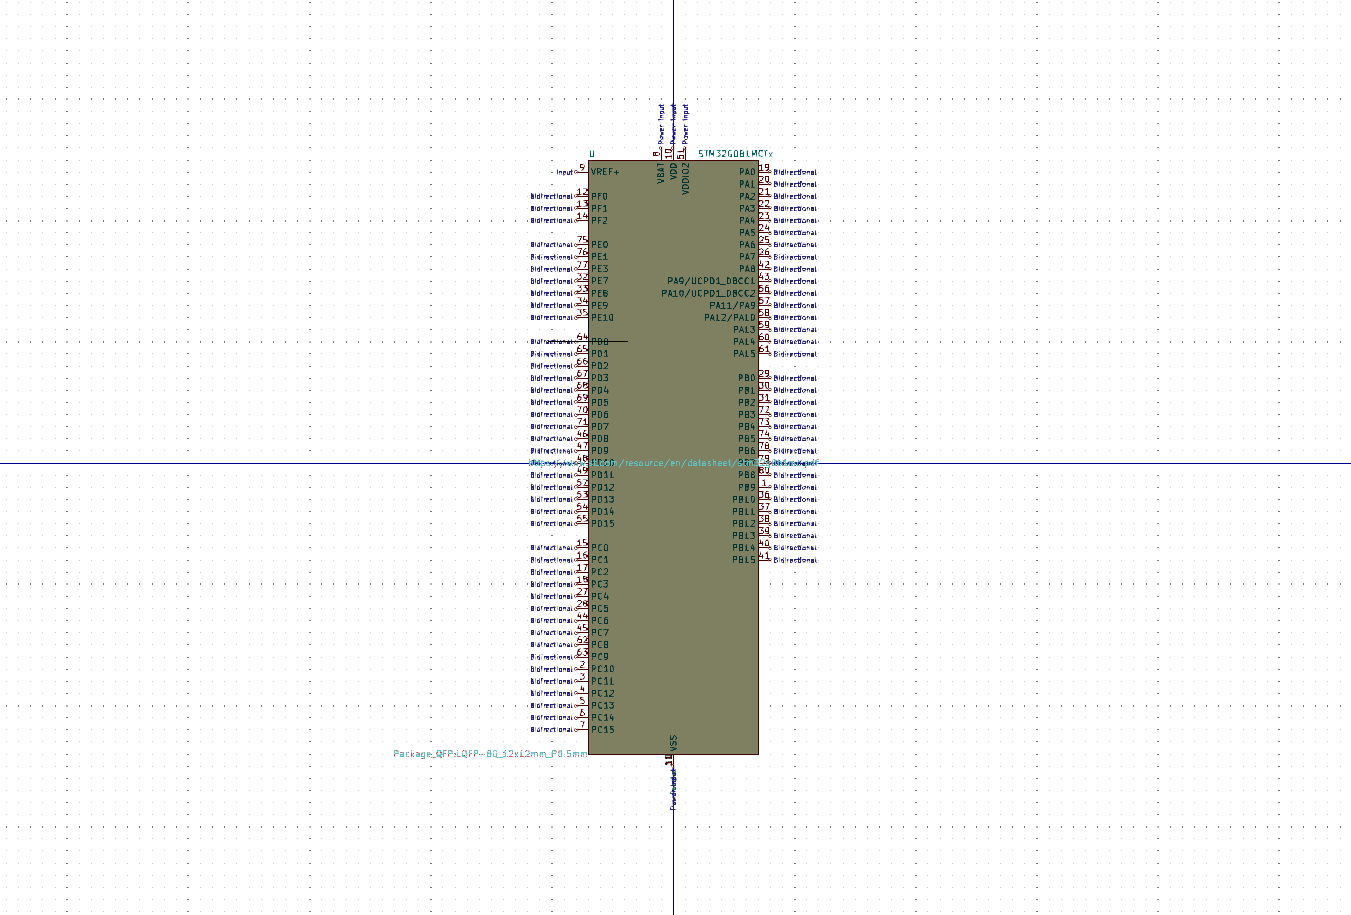 Power Input
Power Input
Power Input
8
10
51
VBAT
VDD
VDDIO2
U
STM32G0B1MCTx
Input 9 VREF+
Bidirectional 12 PF0
Bidirectional 13 PF1
Bidirectional 14 PF2
Bidirectional 75 PE0
Bidirectional 76 PE1
Bidirectional 77 PE3
Bidirectional 32 PE7
Bidirectional 33 PE8
Bidirectional 34 PE9
Bidirectional 35 PE10
Bidirectional 64 PD0
Bidirectional 65 PD1
Bidirectional 66 PD2
Bidirectional 67 PD3
Bidirectional 68 PD4
Bidirectional 69 PD5
Bidirectional 70 PD6
Bidirectional 71 PD7
Bidirectional 46 PD8
Bidirectional 47 PD9
48
Bidirectional 49 PD11
Bidirectional 52 PD12
Bidirectional 53 PD13
Bidirectional 54 PD14
Bidirectional 55 PD15
Bidirectional 15 PC0
Bidirectional 16 PC1
Bidirectional 17 PC2
Bidirectional 18 PC3
Bidirectional 27 PC4
Bidirectional 28 PC5
Bidirectional 44 PC6
Bidirectional 45 PC7
Bidirectional 62 PC8
Bidirectional 63 PC9
Bidirectional 2 PC10
Bidirectional 3 PC11
Bidirectional 4 PC12
Bidirectional 5 PC13
Bidirectional 6 PC14
Bidirectional 7 PC15
PA0 19 Bidirectional
PA1 20 Bidirectional
PA2 21 Bidirectional
PA3 22 Bidirectional
PA4 23 Bidirectional
PA5 24 Bidirectional
PA6 25 Bidirectional
PA7 26 Bidirectional
PA8 42 Bidirectional
PA9/UCPD1_DBCC1 43 Bidirectional
PA10/UCPD1_DBCC2 56 Bidirectional
PA11/PA9 57 Bidirectional
PA12/PA10 58 Bidirectional
PA13 59 Bidirectional
PA14 60 Bidirectional
PA15 61 Bidirectional
PB0 29 Bidirectional
PB1 30 Bidirectional
PB2 31 Bidirectional
PB3 72 Bidirectional
PB4 73 Bidirectional
PB5 74 Bidirectional
PB6 78 Bidirectional
79
/resource/en/datasheet/
PB8 80 Bidirectional
PB9 1 Bidirectional
PB10 36 Bidirectional
PB11 37 Bidirectional
PB12 38 Bidirectional
PB13 39 Bidirectional
PB14 40 Bidirectional
PB15 41 Bidirectional
VSS
11
Package_QFP:LQFP-80_12x12mm_P0.5mm